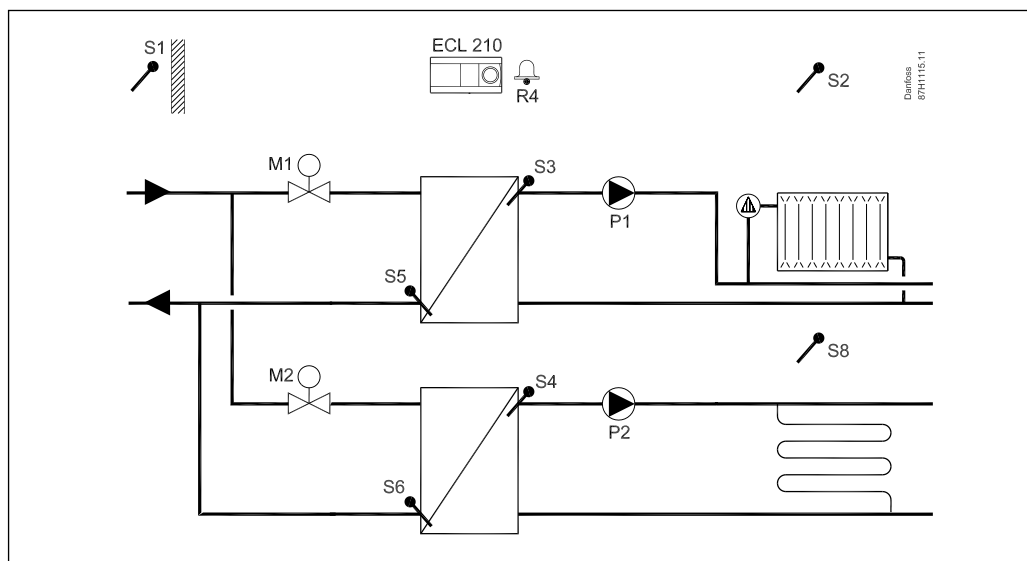 S1
ECL 210
R4
S2
Danfoss
87H1115.11
M1
S3
P1
S5
S8
M2
S4
P2
S6